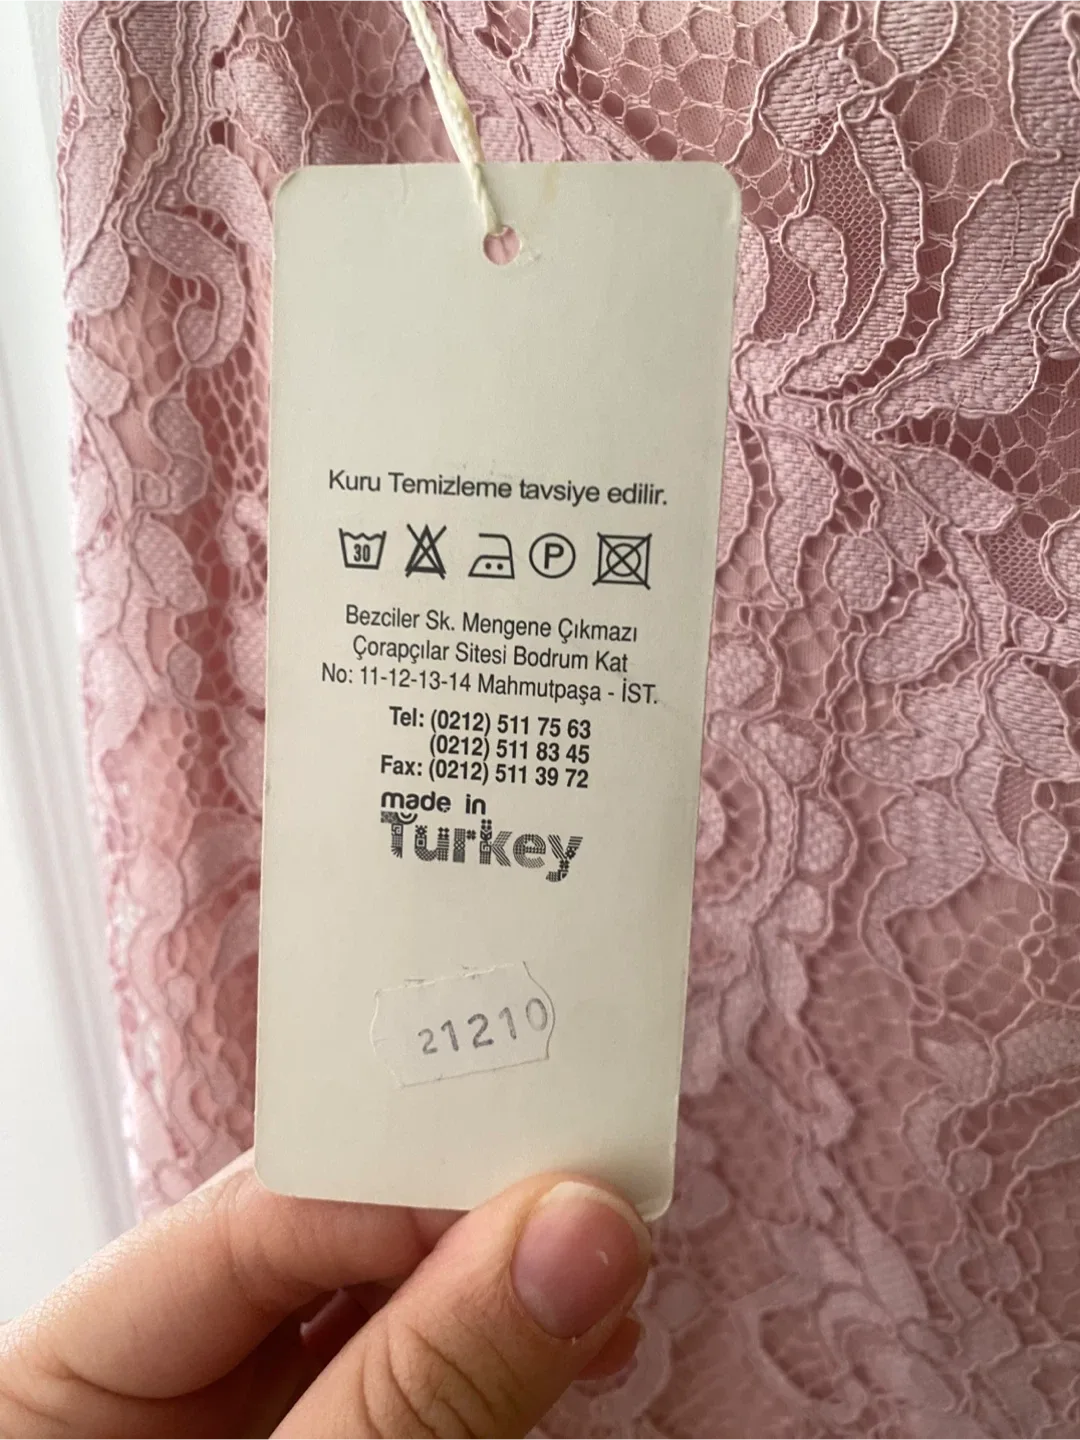 Kuru Temizleme tavsiye edilir.
30 P
Bezciler Sk. Mengene Çıkmazı
Çorapçılar Sitesi Bodrum Kat
No: 11-12-13-14 Mahmutpaşa - İST.
Tel: (0212) 511 75 63
(0212) 511 83 45
Fax: (0212) 511 39 72
made in
Turkey
21210